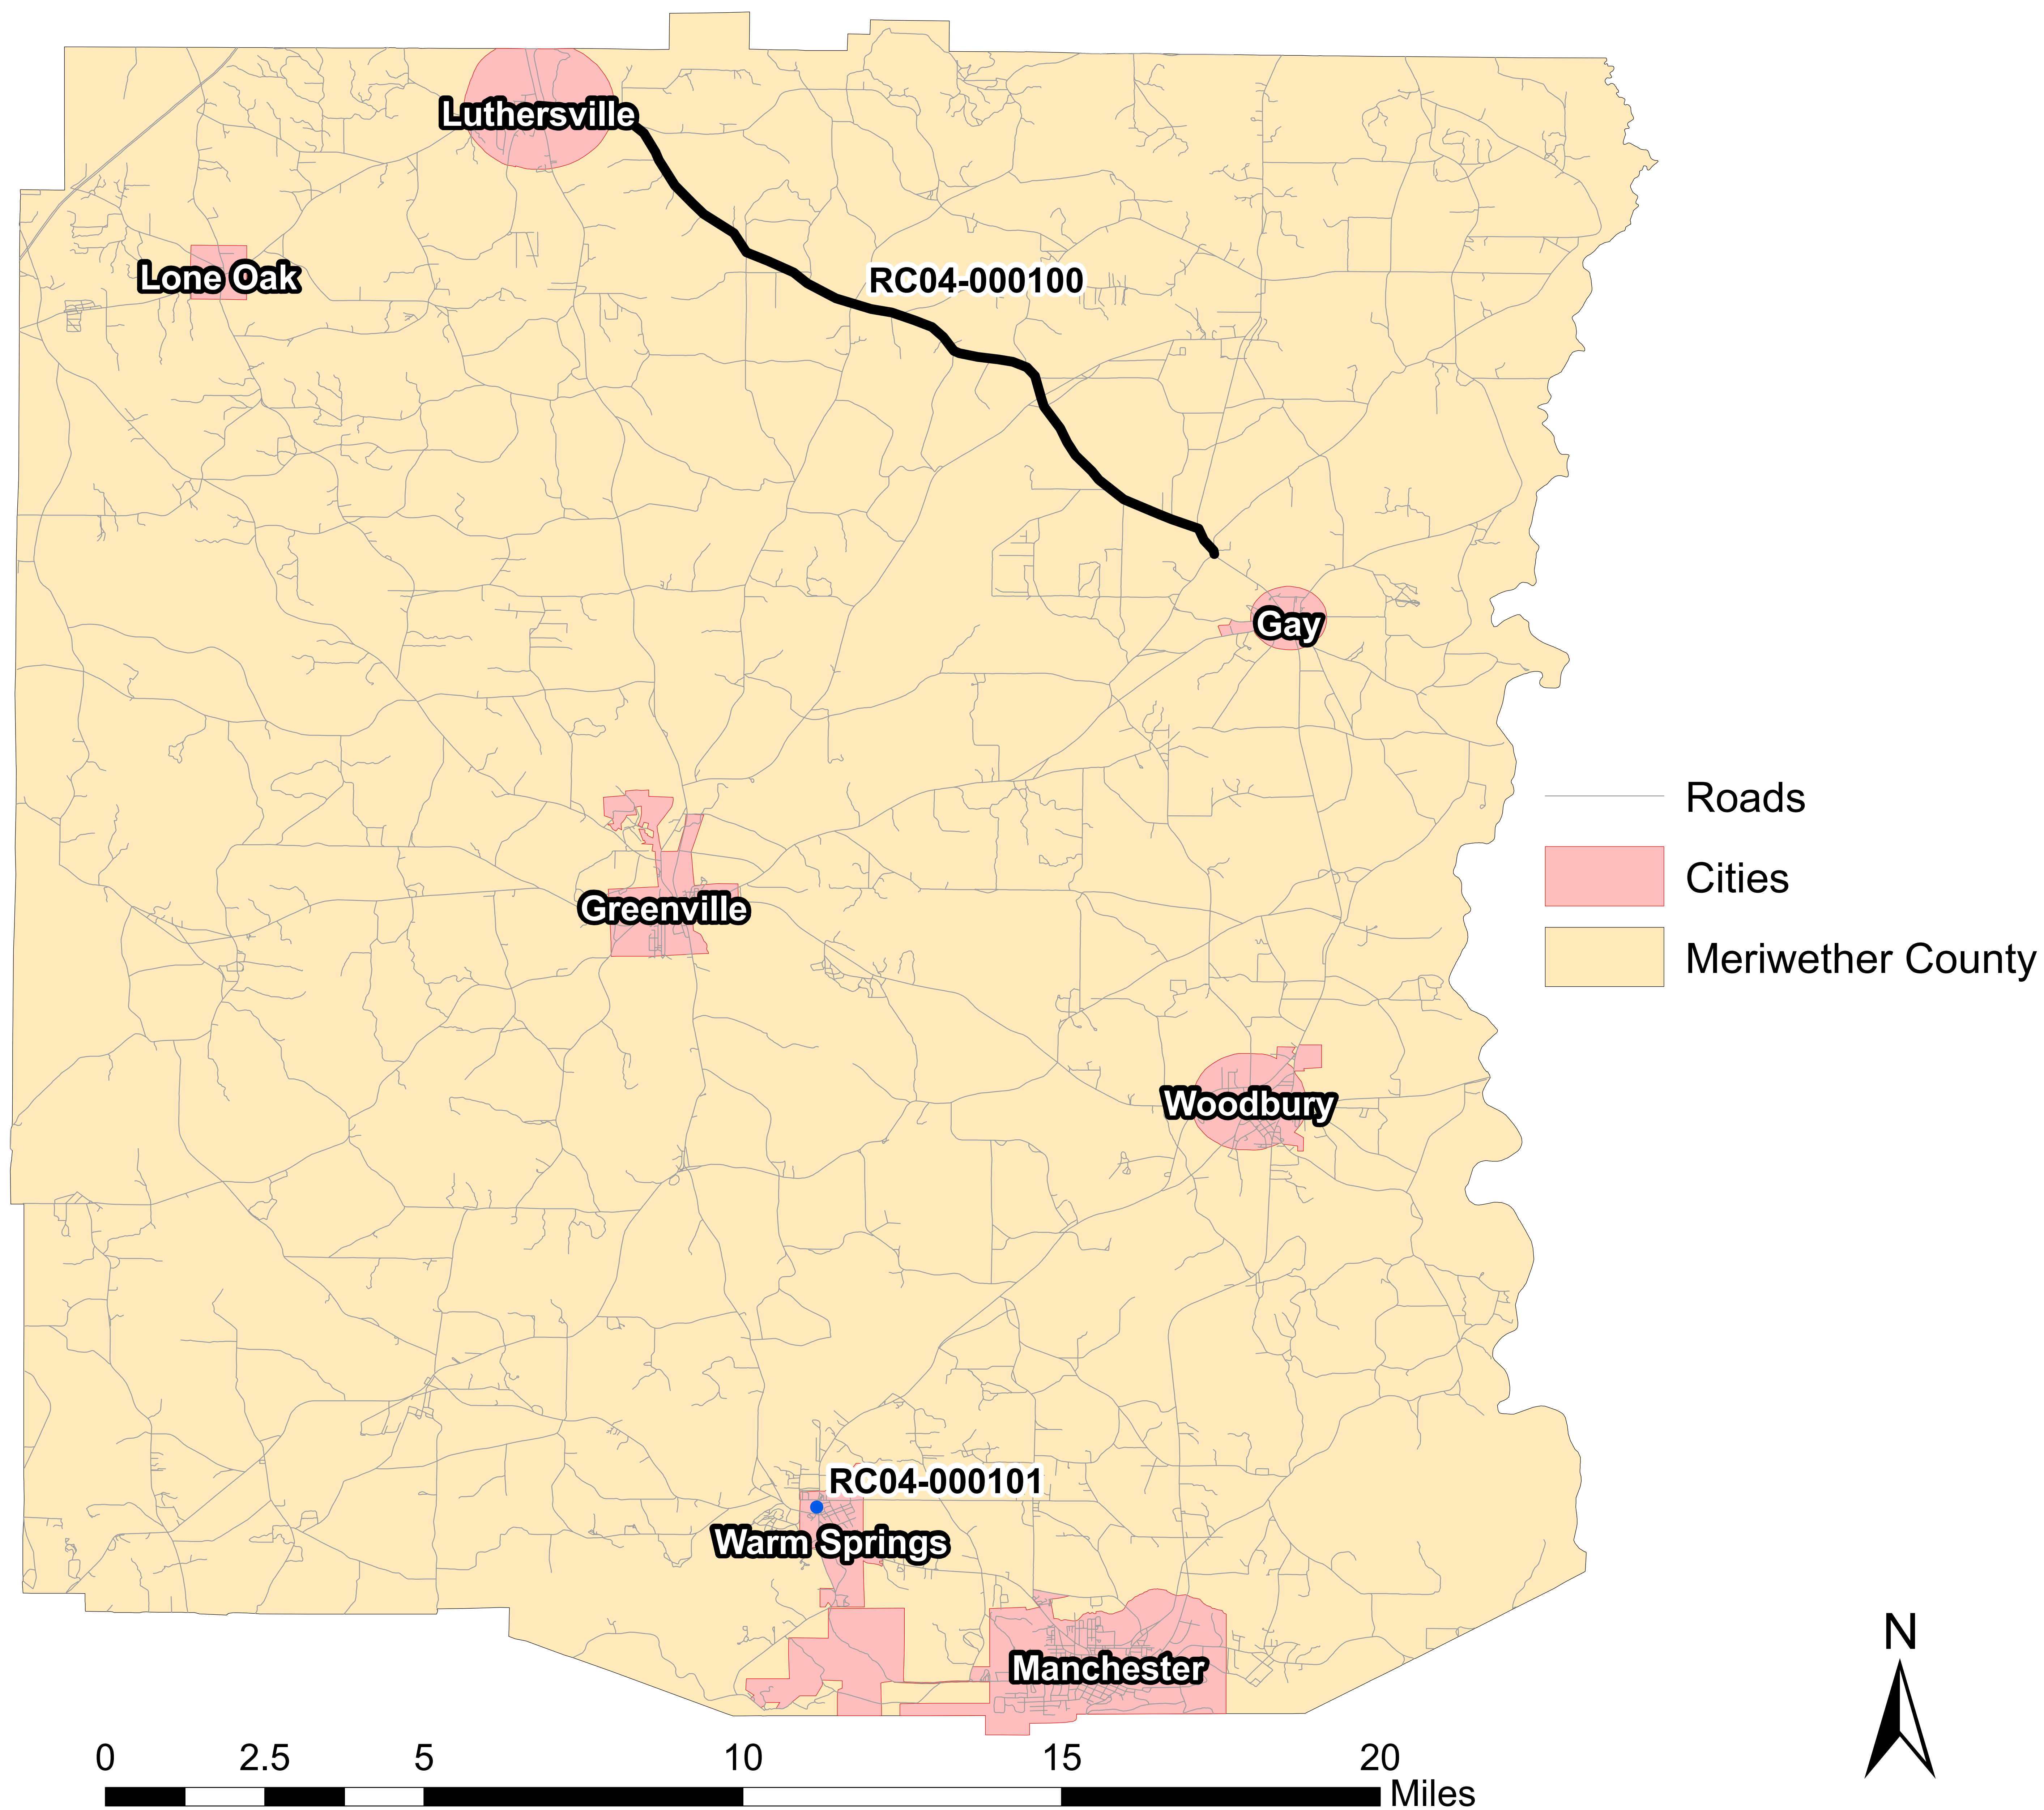 Luthersville
Lone Oak
RC04-000100
Gay
Roads
Cities
Meriwether County
Greenville
Woodbury
RC04-000101
Warm Springs
Manchester
N
0 2.5 5 10 15 20
Miles